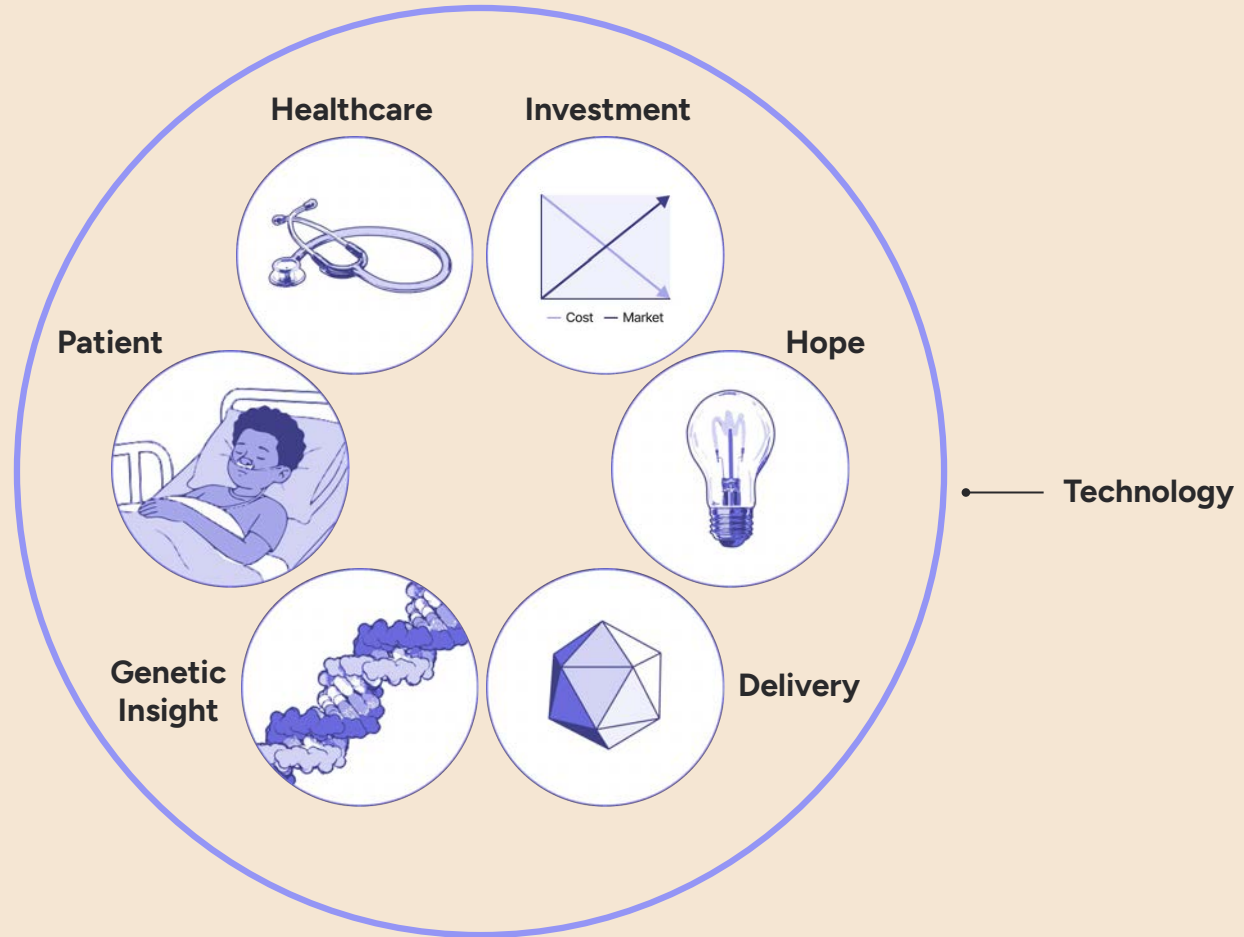 Healthcare
Investment
Cost
Market
Patient
Hope
Technology
Genetic
Insight
Delivery